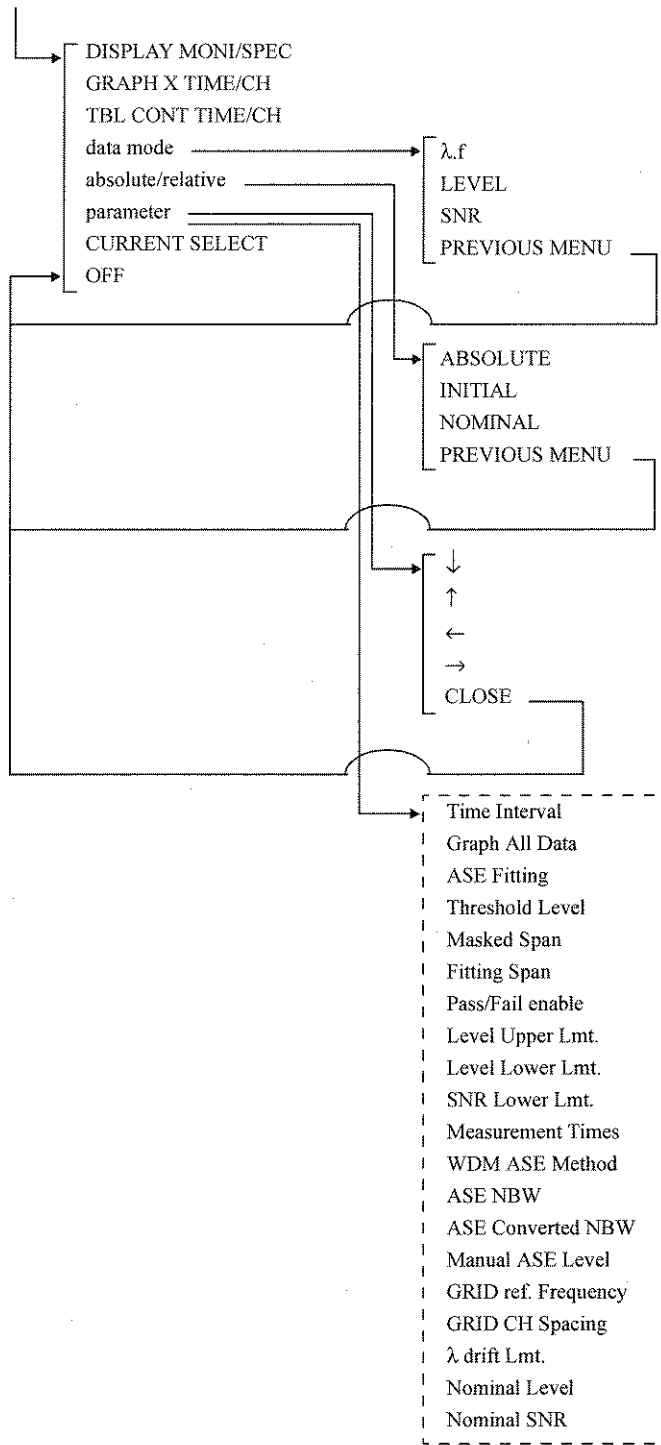 DISPLAY MONI/SPEC
GRAPH X TIME/CH
TBL CONT TIME/CH
data mode
absolute/relative
parameter
CURRENT SELECT
OFF
λ.f
LEVEL
SNR
PREVIOUS MENU
ABSOLUTE
INITIAL
NOMINAL
PREVIOUS MENU
↓
↑
←
→
CLOSE
Time Interval
Graph All Data
ASE Fitting
Threshold Level
Masked Span
Fitting Span
Pass/Fail enable
Level Upper Lmt.
Level Lower Lmt.
SNR Lower Lmt.
Measurement Times
WDM ASE Method
ASE NBW
ASE Converted NBW
Manual ASE Level
GRID ref. Frequency
GRID CH Spacing
λ drift Lmt.
Nominal Level
Nominal SNR